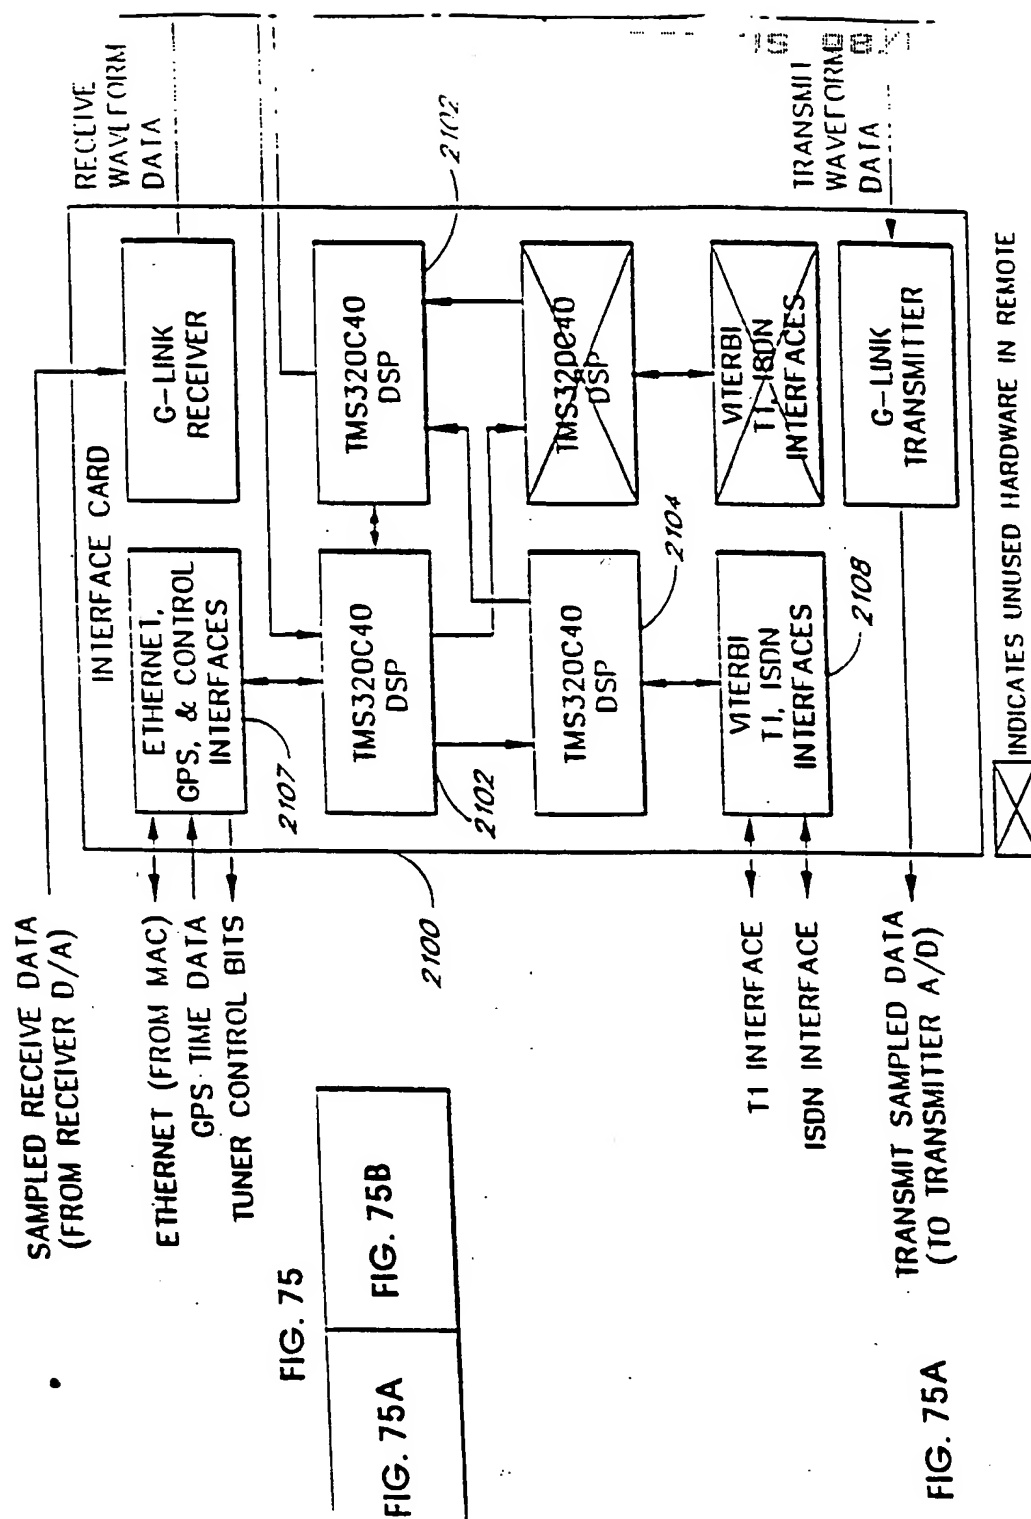 SAMPLED RECEIVE DATA
(FROM RECEIVER D/A)
ETHERNET (FROM MAC)
GPS TIME DATA
TUNER CONTROL BITS
INTERFACE CARD
RECEIVE
WAVEFORM
DATA
ETHERNET,
GPS, & CONTROL
INTERFACES
2107
G-LINK
RECEIVER
TMS320C40
DSP
2102
TMS320C40
DSP
2102
TMS320C40
DSP
2104
TMS320C40
DSP
VITERBI
T1, ISDN
INTERFACES
2108
VITERBI
T1, ISDN
INTERFACES
G-LINK
TRANSMITTER
TRANSMIT
WAVEFORM
DATA
2100
T1 INTERFACE
ISDN INTERFACE
TRANSMIT SAMPLED DATA
(TO TRANSMITTER A/D)
INDICATES UNUSED HARDWARE IN REMOTE
FIG. 75
FIG. 75A
FIG. 75B
FIG. 75A